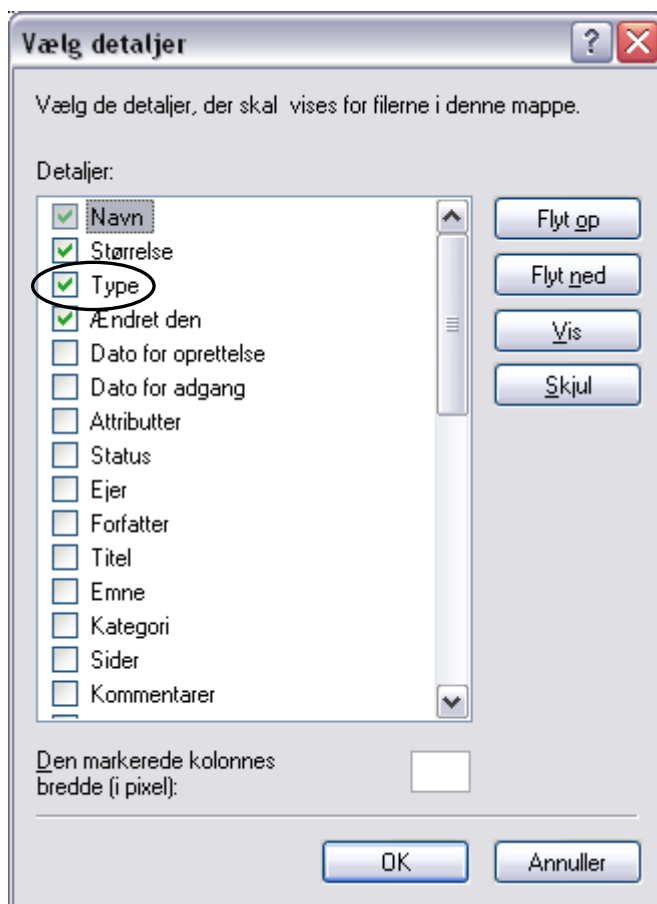 Vælg detaljer
Vælg de detaljer, der skal vises for filerne i denne mappe.
Detaljer:
Navn
Størrelse
Type
Ændret den
Dato for oprettelse
Dato for adgang
Attributter
Status
Ejer
Forfatter
Titel
Emne
Kategori
Sider
Kommentarer
Flyt op
Flyt ned
Vis
Skjul
Den markerede kolonnes
bredde (i pixel):
OK
Annuller